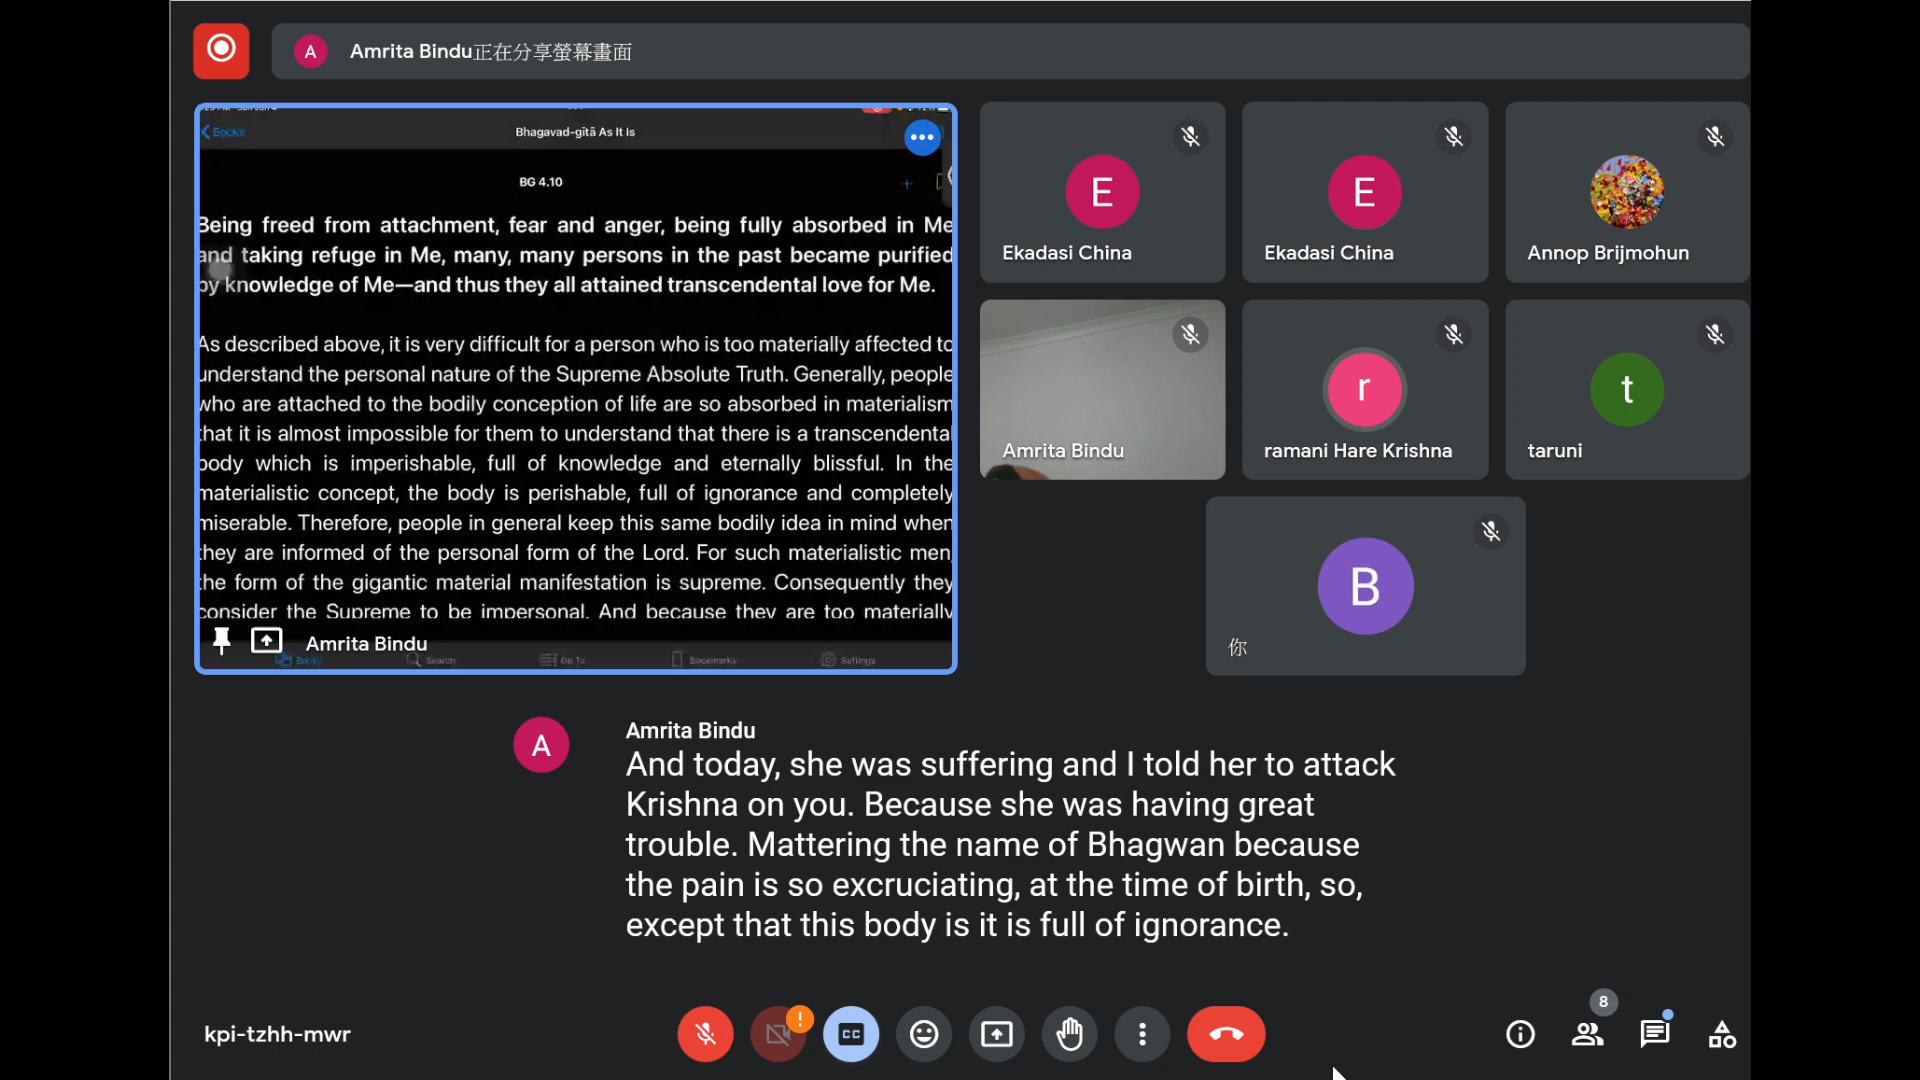 A Amrita Bindu正在分享螢幕畫面
Books
Bhagavad-gītā As It Is
BG 4.10
Being freed from attachment, fear and anger, being fully absorbed in Me
and taking refuge in Me, many, many persons in the past became purified
by knowledge of Me—and thus they all attained transcendental love for Me.
As described above, it is very difficult for a person who is too materially affected to
understand the personal nature of the Supreme Absolute Truth. Generally, people
who are attached to the bodily conception of life are so absorbed in materialism
that it is almost impossible for them to understand that there is a transcendental
body which is imperishable, full of knowledge and eternally blissful. In the
materialistic concept, the body is perishable, full of ignorance and completely
miserable. Therefore, people in general keep this same bodily idea in mind when
they are informed of the personal form of the Lord. For such materialistic men,
the form of the gigantic material manifestation is supreme. Consequently they
consider the Supreme to be impersonal. And because they are too materially
Amrita Bindu
Books Search Go To Bookmarks Settings
E
Ekadasi China
E
Ekadasi China
Annop Brijmohun
Amrita Bindu
r
ramani Hare Krishna
t
taruni
B
你
A
Amrita Bindu
And today, she was suffering and I told her to attack
Krishna on you. Because she was having great
trouble. Mattering the name of Bhagwan because
the pain is so excruciating, at the time of birth, so,
except that this body is it is full of ignorance.
kpi-tzhh-mwr
!
CC
8